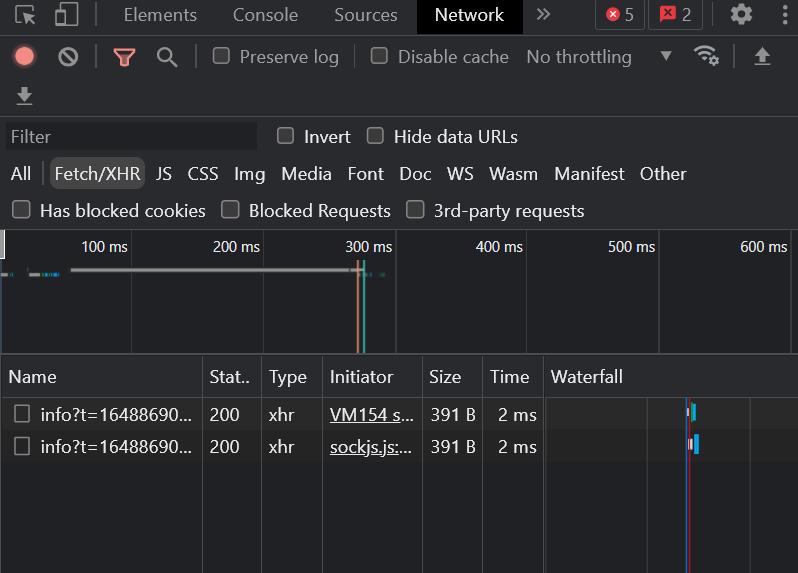 Elements Console Sources Network 5 2
Preserve log Disable cache No throttling
Filter Invert Hide data URLs
All Fetch/XHR JS CSS Img Media Font Doc WS Wasm Manifest Other
Has blocked cookies Blocked Requests 3rd-party requests
100 ms 200 ms 300 ms 400 ms 500 ms 600 ms
Name Stat.. Type Initiator Size Time Waterfall
info?t=16488690... 200 xhr VM154 s... 391 B 2 ms
info?t=16488690... 200 xhr sockjs.js:... 391 B 2 ms